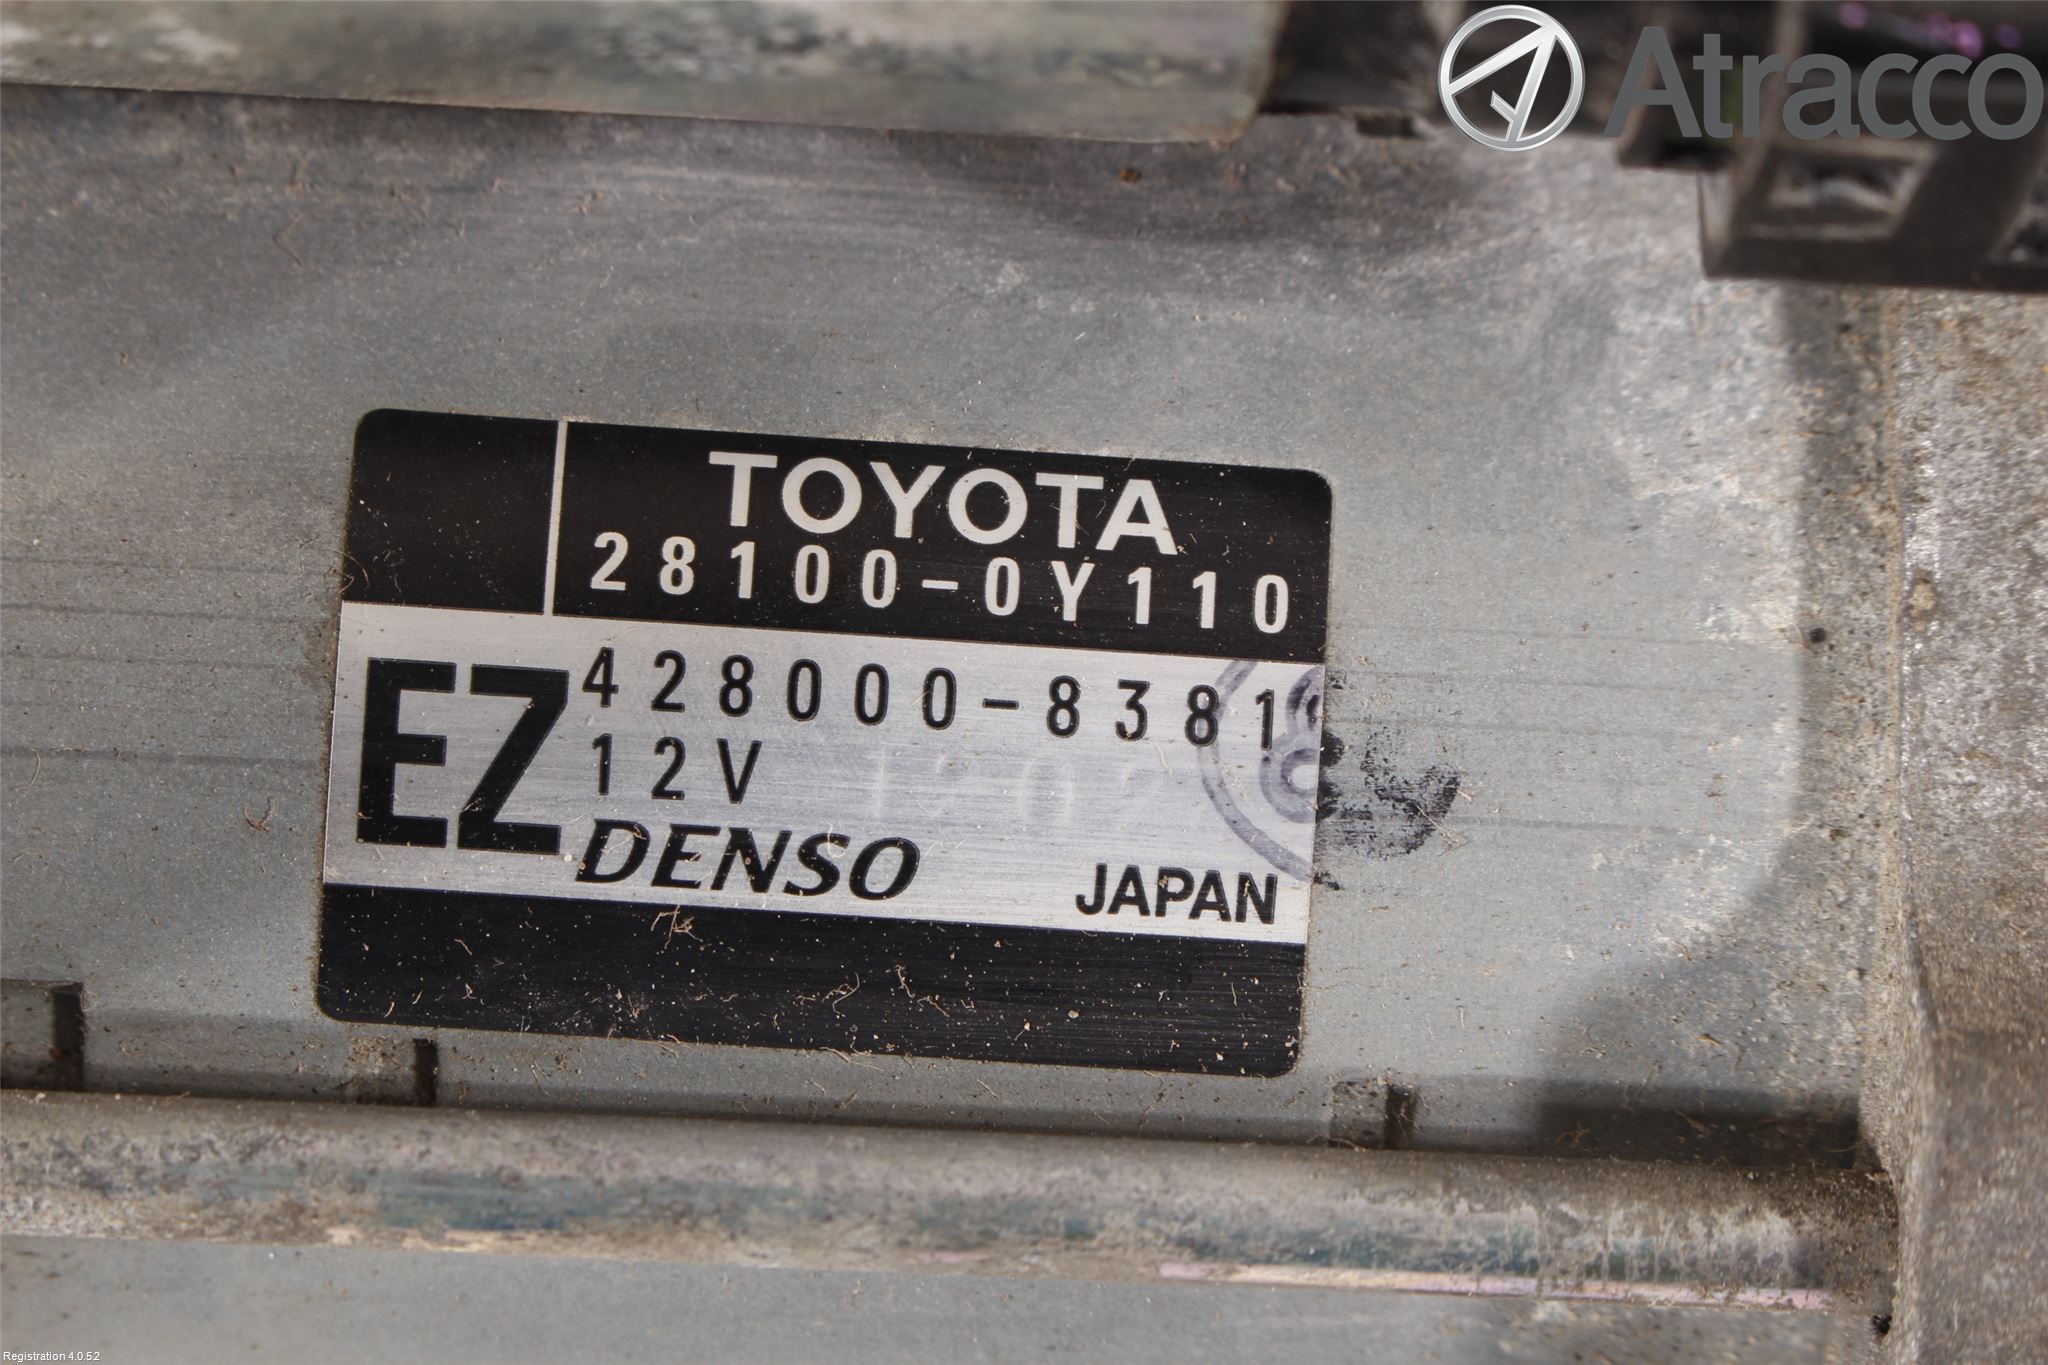 Atracco
TOYOTA
28100-0Y110
EZ
428000-8381
12V
DENSO
JAPAN
Registration 4.0.52